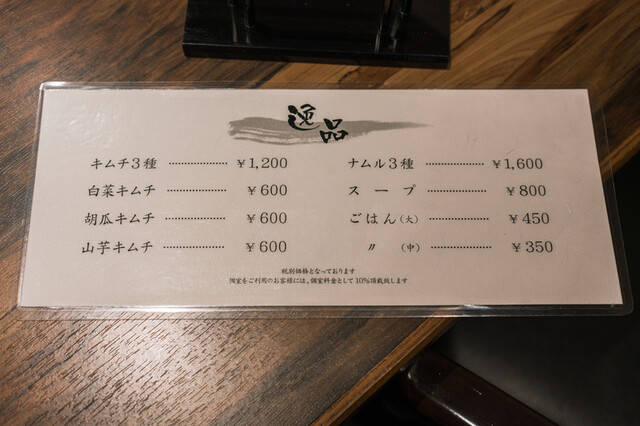 逸品
キムチ3種 ………………… ￥1,200
白菜キムチ ………………… ￥600
胡瓜キムチ ………………… ￥600
山芋キムチ ………………… ￥600
ナムル3種 ………………… ￥1,600
スープ ………………… ￥800
ごはん(大) ………………… ￥450
〃 (中) ………………… ￥350
税別価格となっております
個室をご利用のお客様には、個室料金として10%頂戴致します